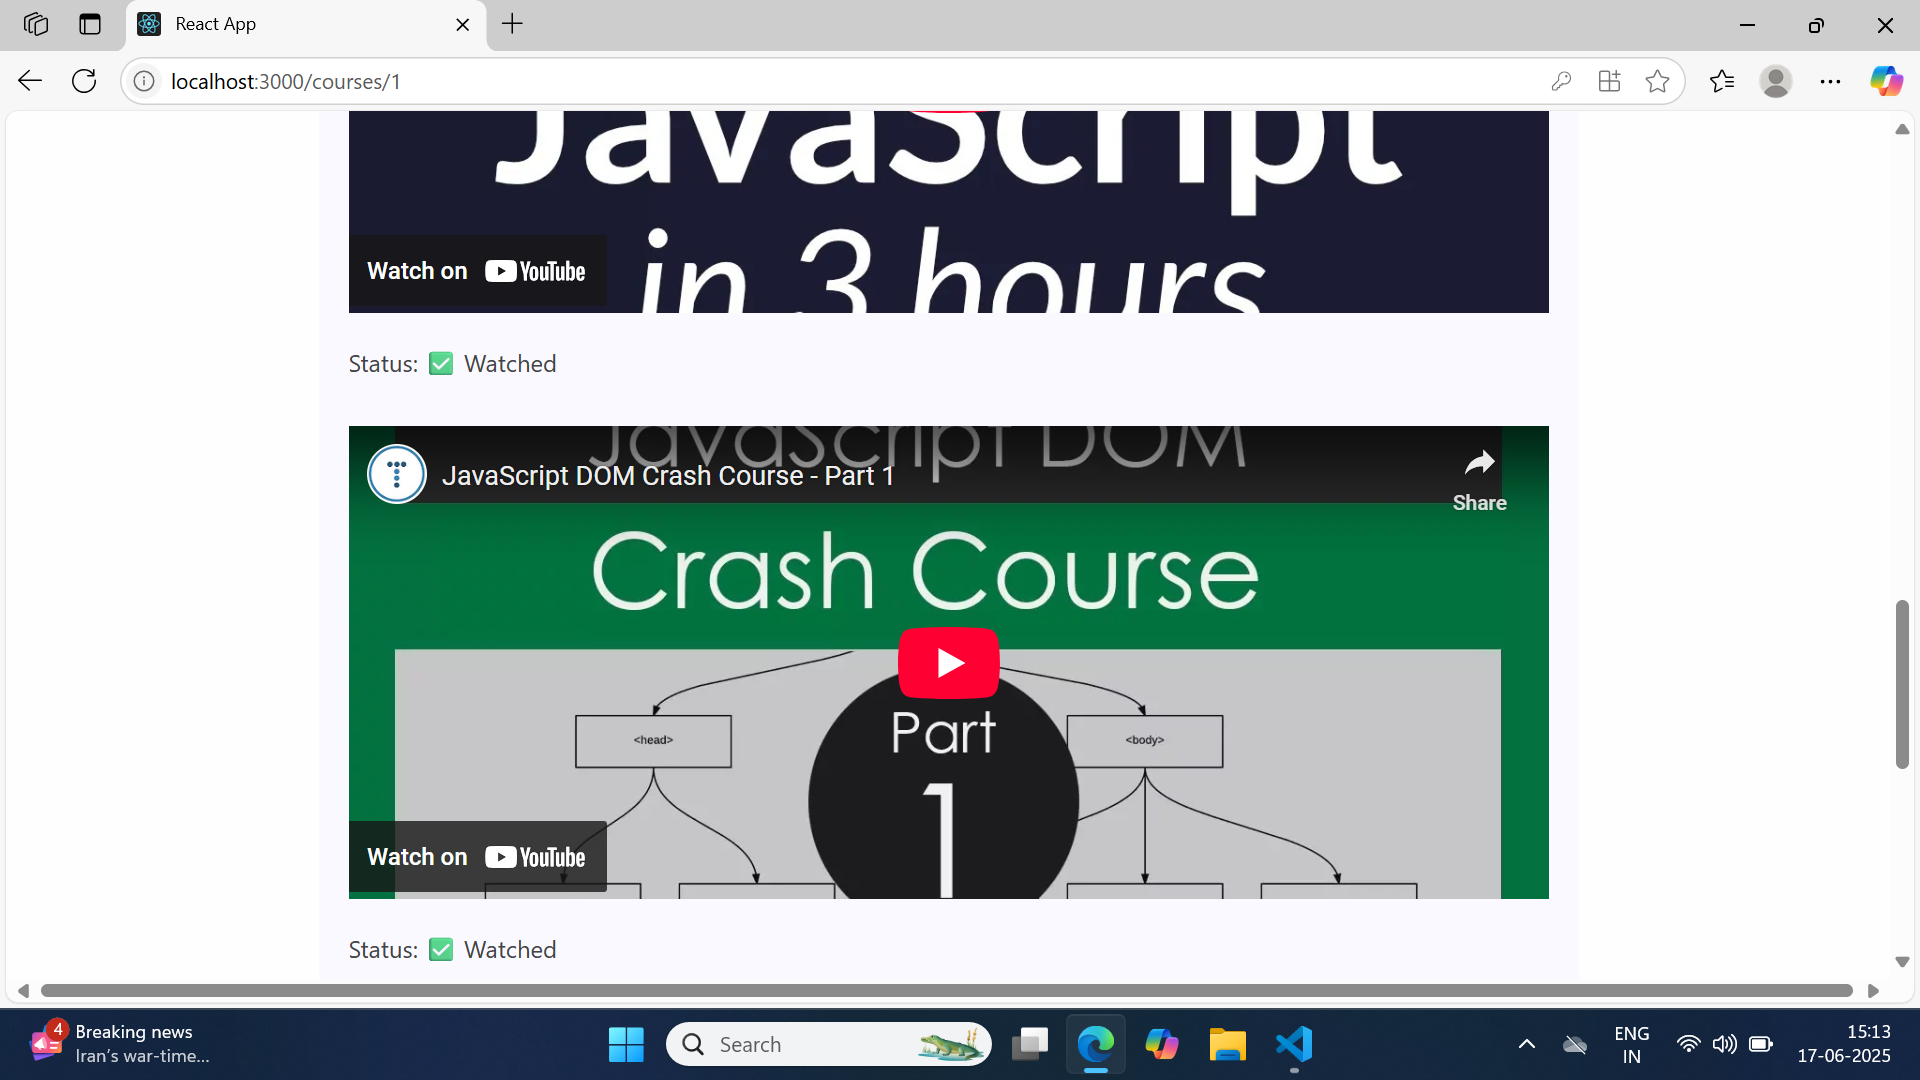 React App
localhost:3000/courses/1
JavaScript
in 3 hours
Watch on YouTube
Status: ✅ Watched
JavaScript DOM
JavaScript DOM Crash Course - Part 1
Share
Crash Course
Part
1
<head>
<body>
Watch on YouTube
Status: ✅ Watched
4
Breaking news
Iran's war-time...
Search
ENG
IN
15:13
17-06-2025